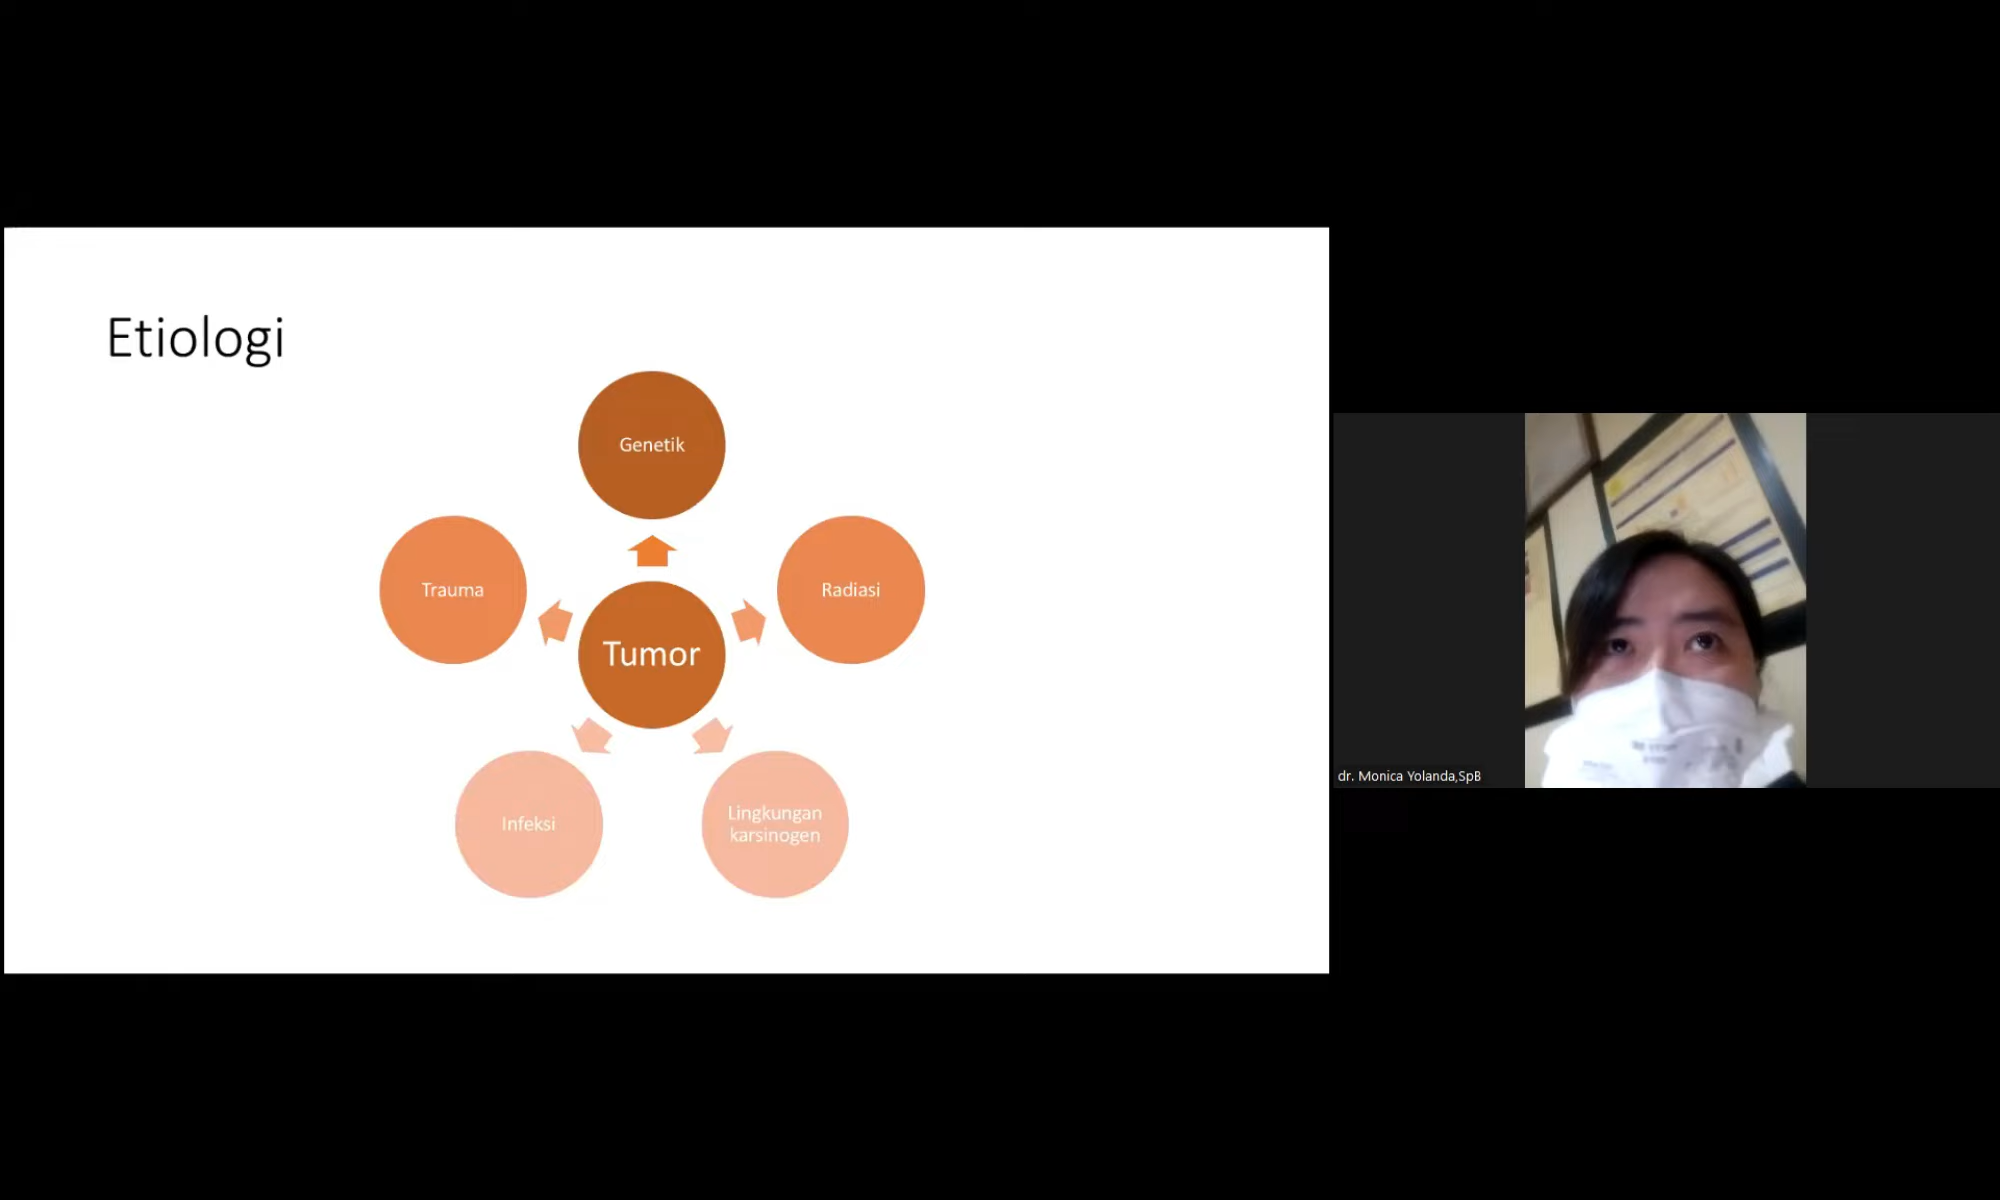 Etiologi
Genetik
Trauma
Radiasi
Tumor
Infeksi
Lingkungan
karsinogen
dr. Monica Yolanda,SpB